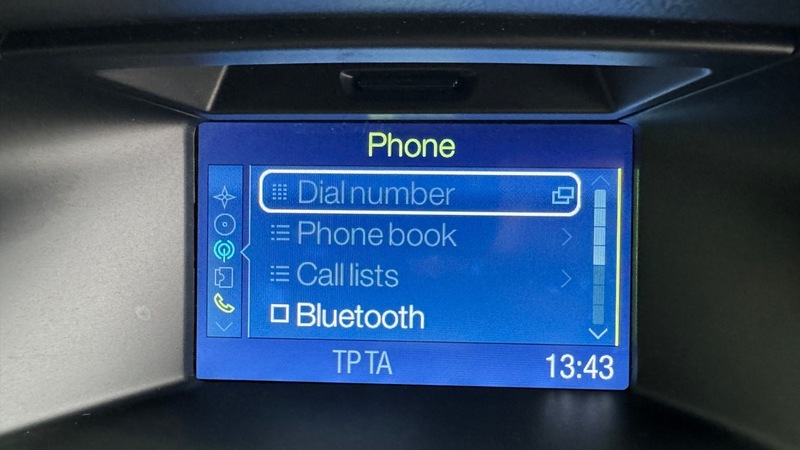 Phone
Dial number
Phone book
Call lists
Bluetooth
TP TA
13:43